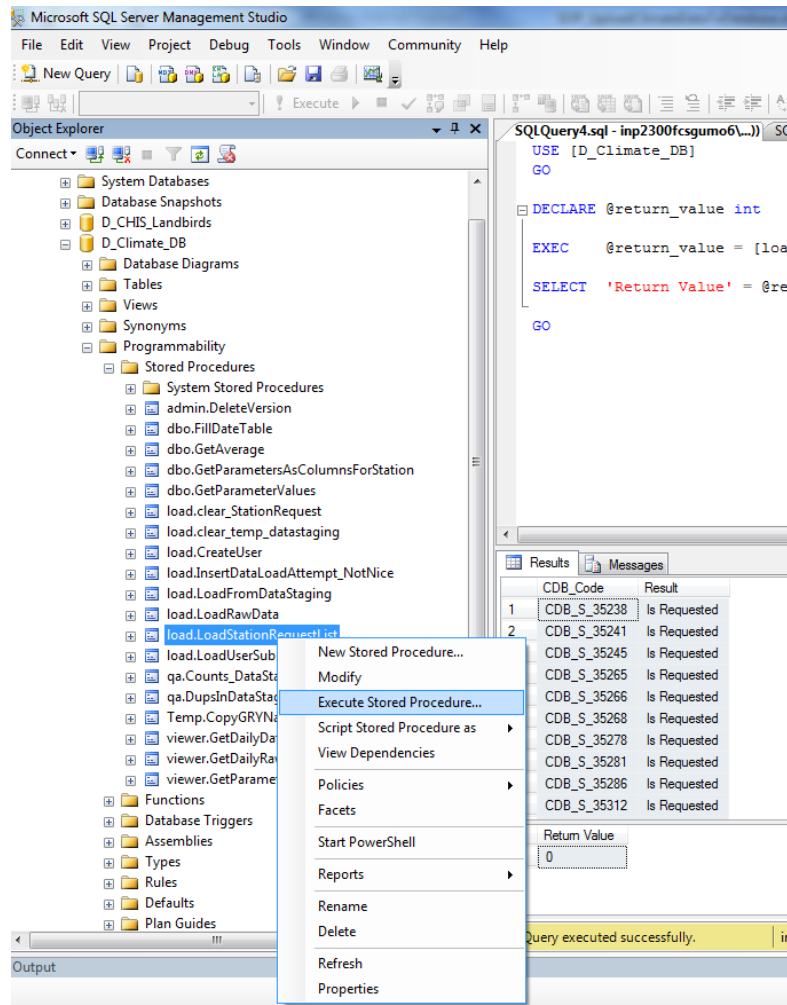 Microsoft SQL Server Management Studio
File Edit View Project Debug Tools Window Community Help
New Query
Execute
Object Explorer
Connect
System Databases
Database Snapshots
D_CHIS_Landbirds
D_Climate_DB
Database Diagrams
Tables
Views
Synonyms
Programmability
Stored Procedures
System Stored Procedures
admin.DeleteVersion
dbo.FillDateTable
dbo.GetAverage
dbo.GetParametersAsColumnsForStation
dbo.GetParameterValues
load.clear_StationRequest
load.clear_temp_datastaging
load.CreateUser
load.InsertDataLoadAttempt_NotNice
load.LoadFromDataStaging
load.LoadRawData
load.LoadStationRequestList
load.LoadUserSub
qa.Counts_DataSta
qa.DupsInDataStag
Temp.CopyGRYNa
viewer.GetDailyDa
viewer.GetDailyRa
viewer.GetParame
Functions
Database Triggers
Assemblies
Types
Rules
Defaults
Plan Guides
Output
New Stored Procedure...
Modify
Execute Stored Procedure...
Script Stored Procedure as
View Dependencies
Policies
Facets
Start PowerShell
Reports
Rename
Delete
Refresh
Properties
SQLQuery4.sql - inp2300fcsgumo6\...)) SQ
USE [D_Climate_DB]
GO
DECLARE @return_value int
EXEC @return_value = [loa
SELECT 'Return Value' = @re
GO
Results Messages
CDB_Code Result
1 CDB_S_35238 Is Requested
2 CDB_S_35241 Is Requested
CDB_S_35245 Is Requested
CDB_S_35265 Is Requested
CDB_S_35266 Is Requested
CDB_S_35268 Is Requested
CDB_S_35278 Is Requested
CDB_S_35281 Is Requested
CDB_S_35286 Is Requested
CDB_S_35312 Is Requested
Return Value
0
Query executed successfully.